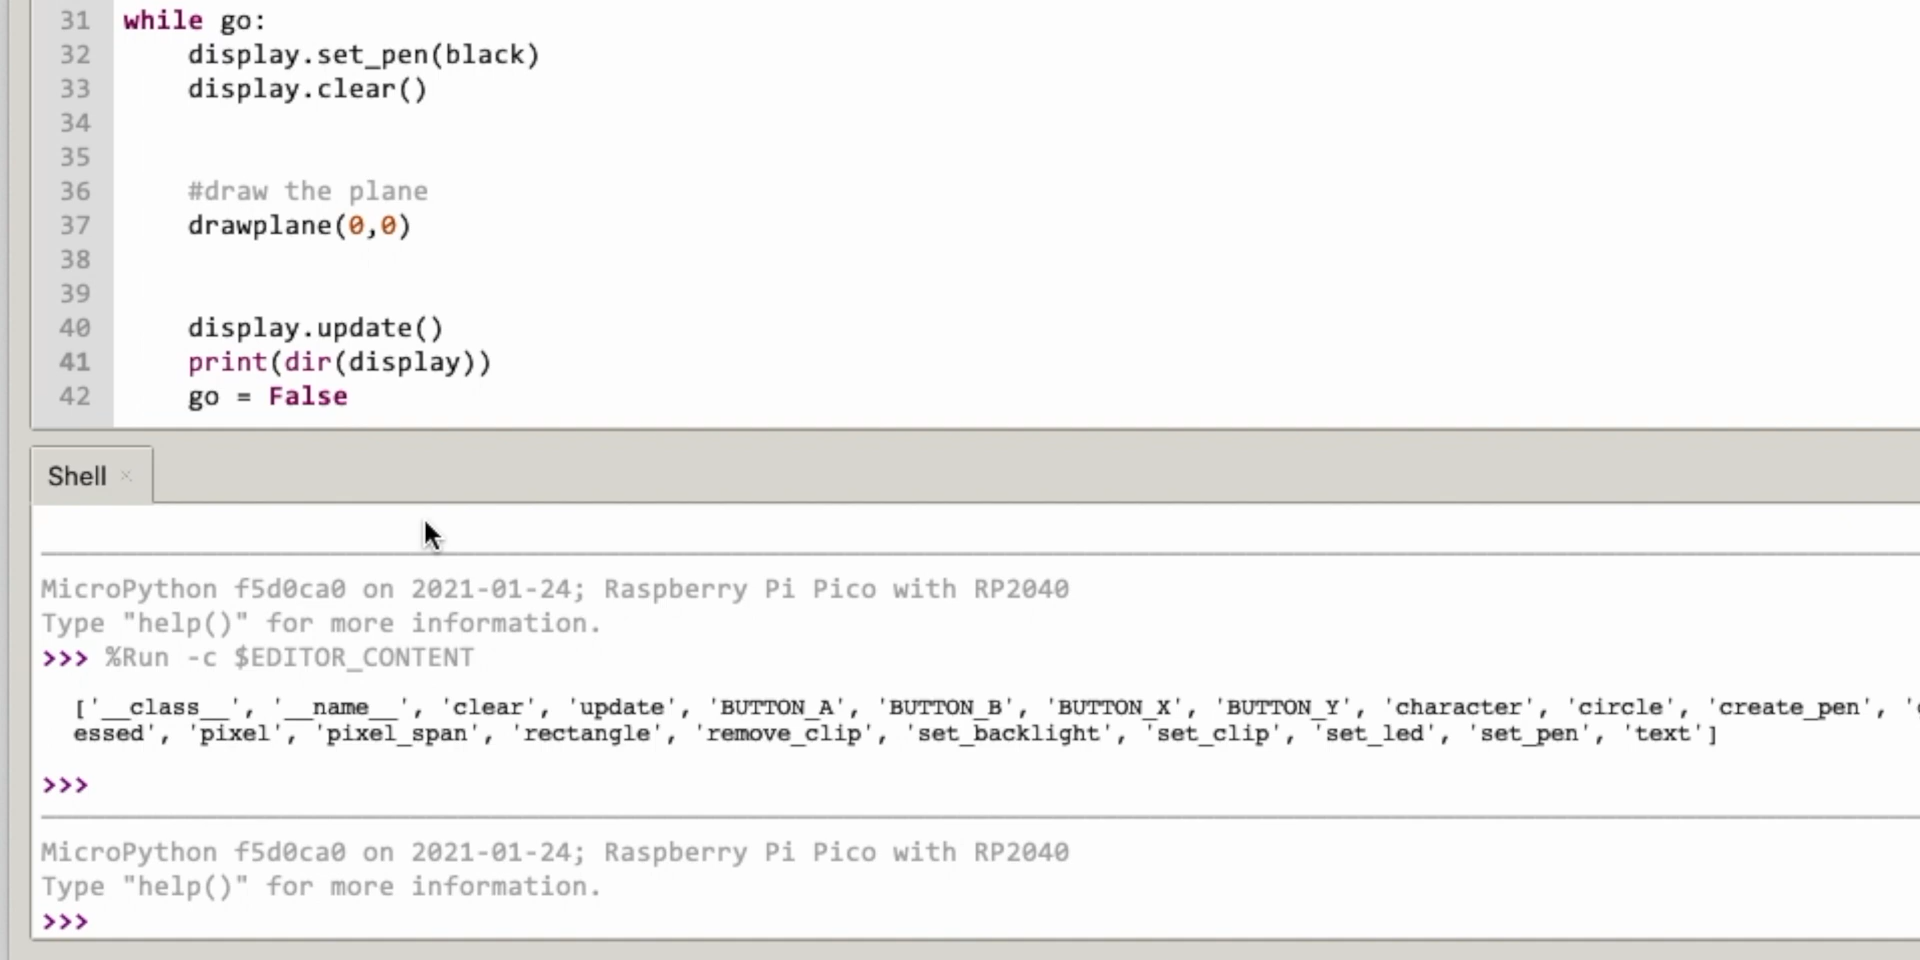 31 while go:
32 display.set_pen(black)
33 display.clear()
34
35
36 #draw the plane
37 drawplane(0,0)
38
39
40 display.update()
41 print(dir(display))
42 go = False
Shell ×
MicroPython f5d0ca0 on 2021-01-24; Raspberry Pi Pico with RP2040
Type "help()" for more information.
>>> %Run -c $EDITOR_CONTENT
['__class__', '__name__', 'clear', 'update', 'BUTTON_A', 'BUTTON_B', 'BUTTON_X', 'BUTTON_Y', 'character', 'circle', 'create_pen', '
essed', 'pixel', 'pixel_span', 'rectangle', 'remove_clip', 'set_backlight', 'set_clip', 'set_led', 'set_pen', 'text']
>>>
MicroPython f5d0ca0 on 2021-01-24; Raspberry Pi Pico with RP2040
Type "help()" for more information.
>>>